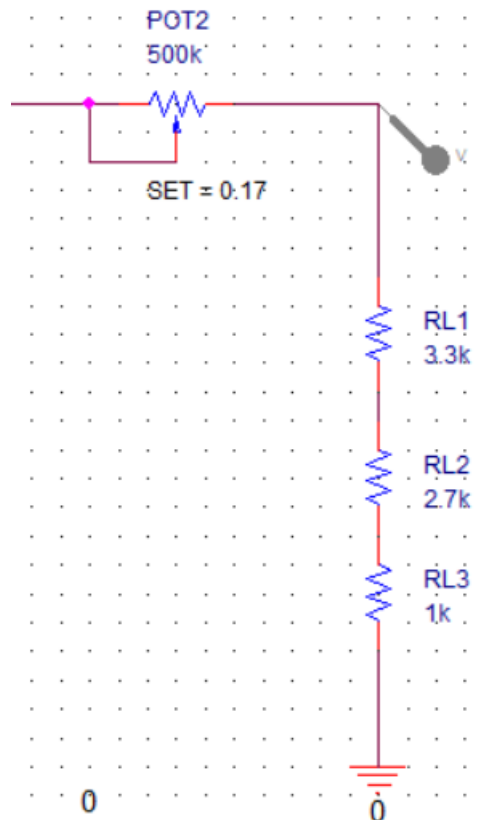 POT2
500k
SET = 0.17
V
RL1
3.3k
RL2
2.7k
RL3
1k
0
0